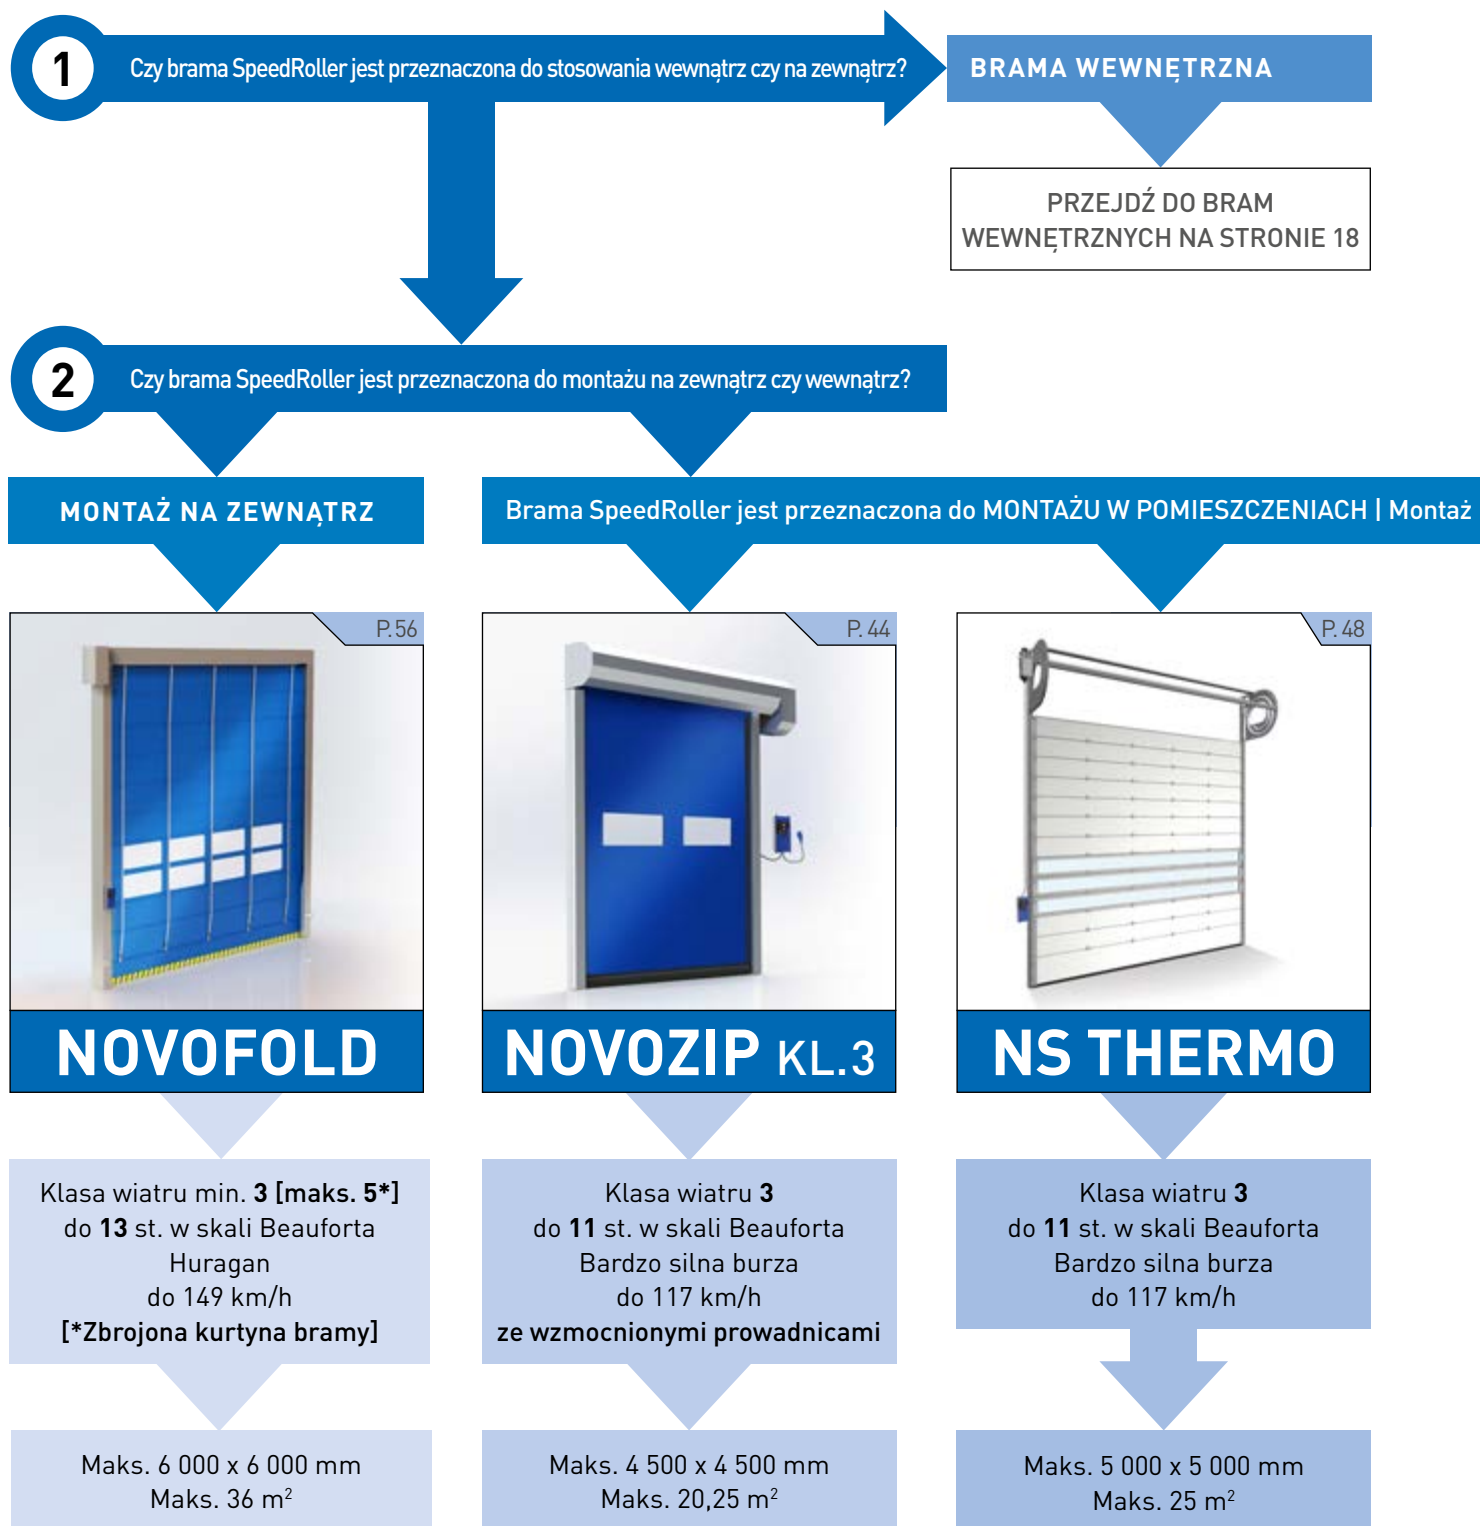 1
Czy brama SpeedRoller jest przeznaczona do stosowania wewnątrz czy na zewnątrz?
BRAMA WEWNĘTRZNA
PRZEJDŹ DO BRAM
WEWNĘTRZNYCH NA STRONIE 18
2
Czy brama SpeedRoller jest przeznaczona do montażu na zewnątrz czy wewnątrz?
MONTAŻ NA ZEWNĄTRZ
Brama SpeedRoller jest przeznaczona do MONTAŻU W POMIESZCZENIACH | Montaż
P. 56
NOVOFOLD
Klasa wiatru min. 3 [maks. 5*]
do 13 st. w skali Beauforta
Huragan
do 149 km/h
[*Zbrojona kurtyna bramy]
Maks. 6 000 x 6 000 mm
Maks. 36 m²
P. 44
NOVOZIP KL.3
Klasa wiatru 3
do 11 st. w skali Beauforta
Bardzo silna burza
do 117 km/h
ze wzmocnionymi prowadnicami
Maks. 4 500 x 4 500 mm
Maks. 20,25 m²
P. 48
NS THERMO
Klasa wiatru 3
do 11 st. w skali Beauforta
Bardzo silna burza
do 117 km/h
Maks. 5 000 x 5 000 mm
Maks. 25 m²